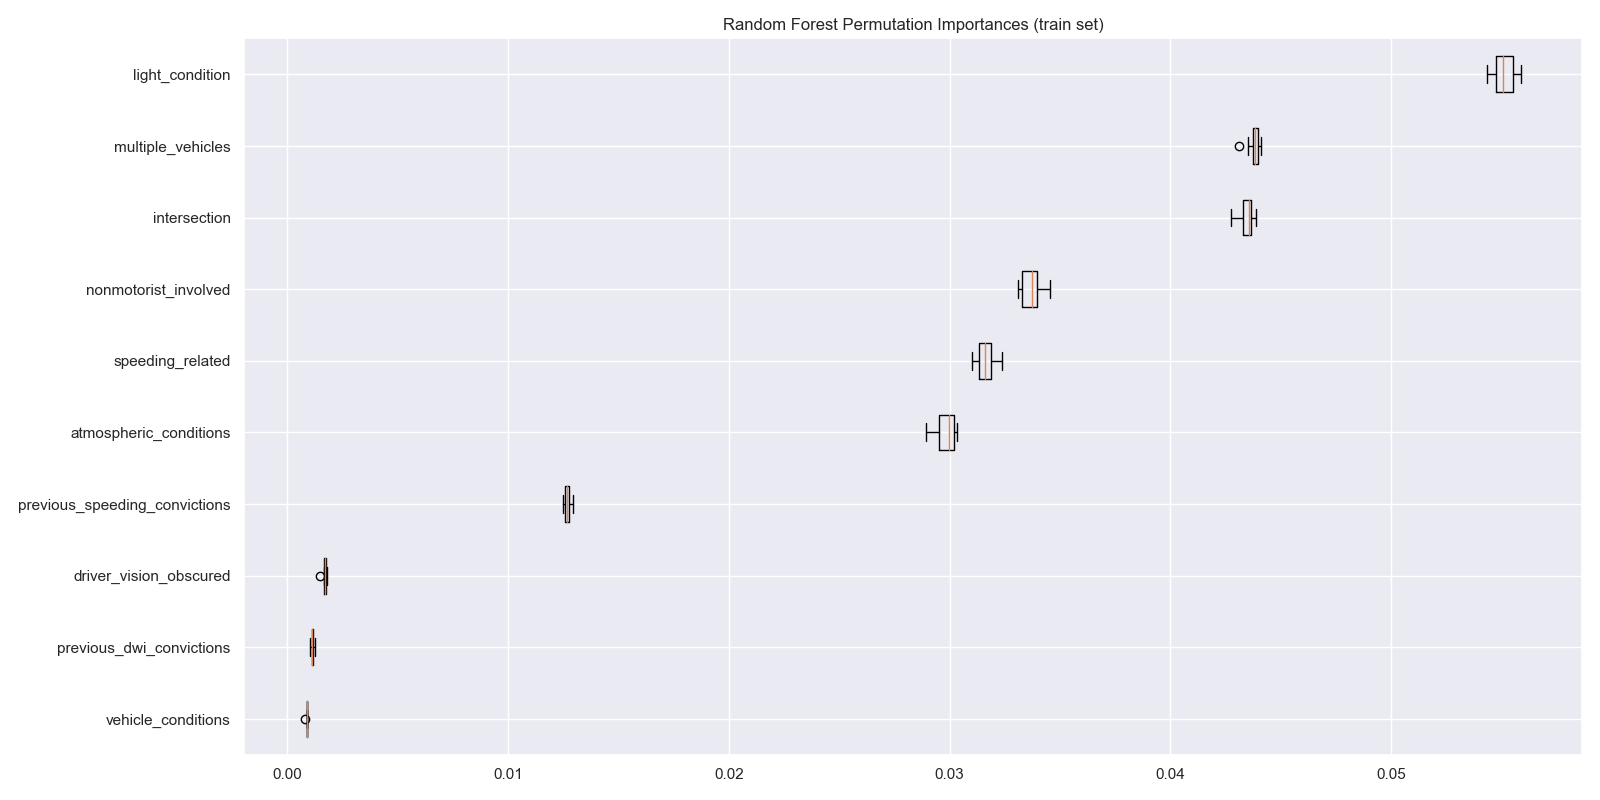 Random Forest Permutation Importances (train set)
light_condition
multiple_vehicles
intersection
nonmotorist_involved
speeding_related
atmospheric_conditions
previous_speeding_convictions
driver_vision_obscured
previous_dwi_convictions
vehicle_conditions
0.00 0.01 0.02 0.03 0.04 0.05